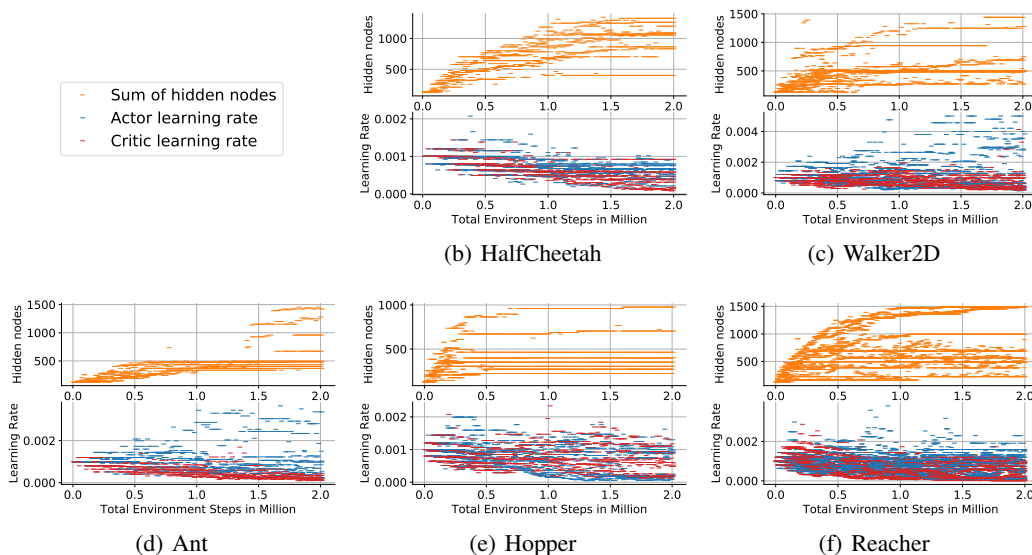 Sum of hidden nodes
Actor learning rate
Critic learning rate
Hidden nodes
1000
500
Learning Rate
0.002
0.001
0.000
0.0 0.5 1.0 1.5 2.0
Total Environment Steps in Million
(b) HalfCheetah
Hidden nodes
1500
1000
500
Learning Rate
0.004
0.002
0.000
0.0 0.5 1.0 1.5 2.0
Total Environment Steps in Million
(c) Walker2D
Hidden nodes
1500
1000
500
Learning Rate
0.002
0.000
0.0 0.5 1.0 1.5 2.0
Total Environment Steps in Million
(d) Ant
Hidden nodes
1000
500
Learning Rate
0.002
0.001
0.000
0.0 0.5 1.0 1.5 2.0
Total Environment Steps in Million
(e) Hopper
Hidden nodes
1500
1000
500
Learning Rate
0.002
0.000
0.0 0.5 1.0 1.5 2.0
Total Environment Steps in Million
(f) Reacher